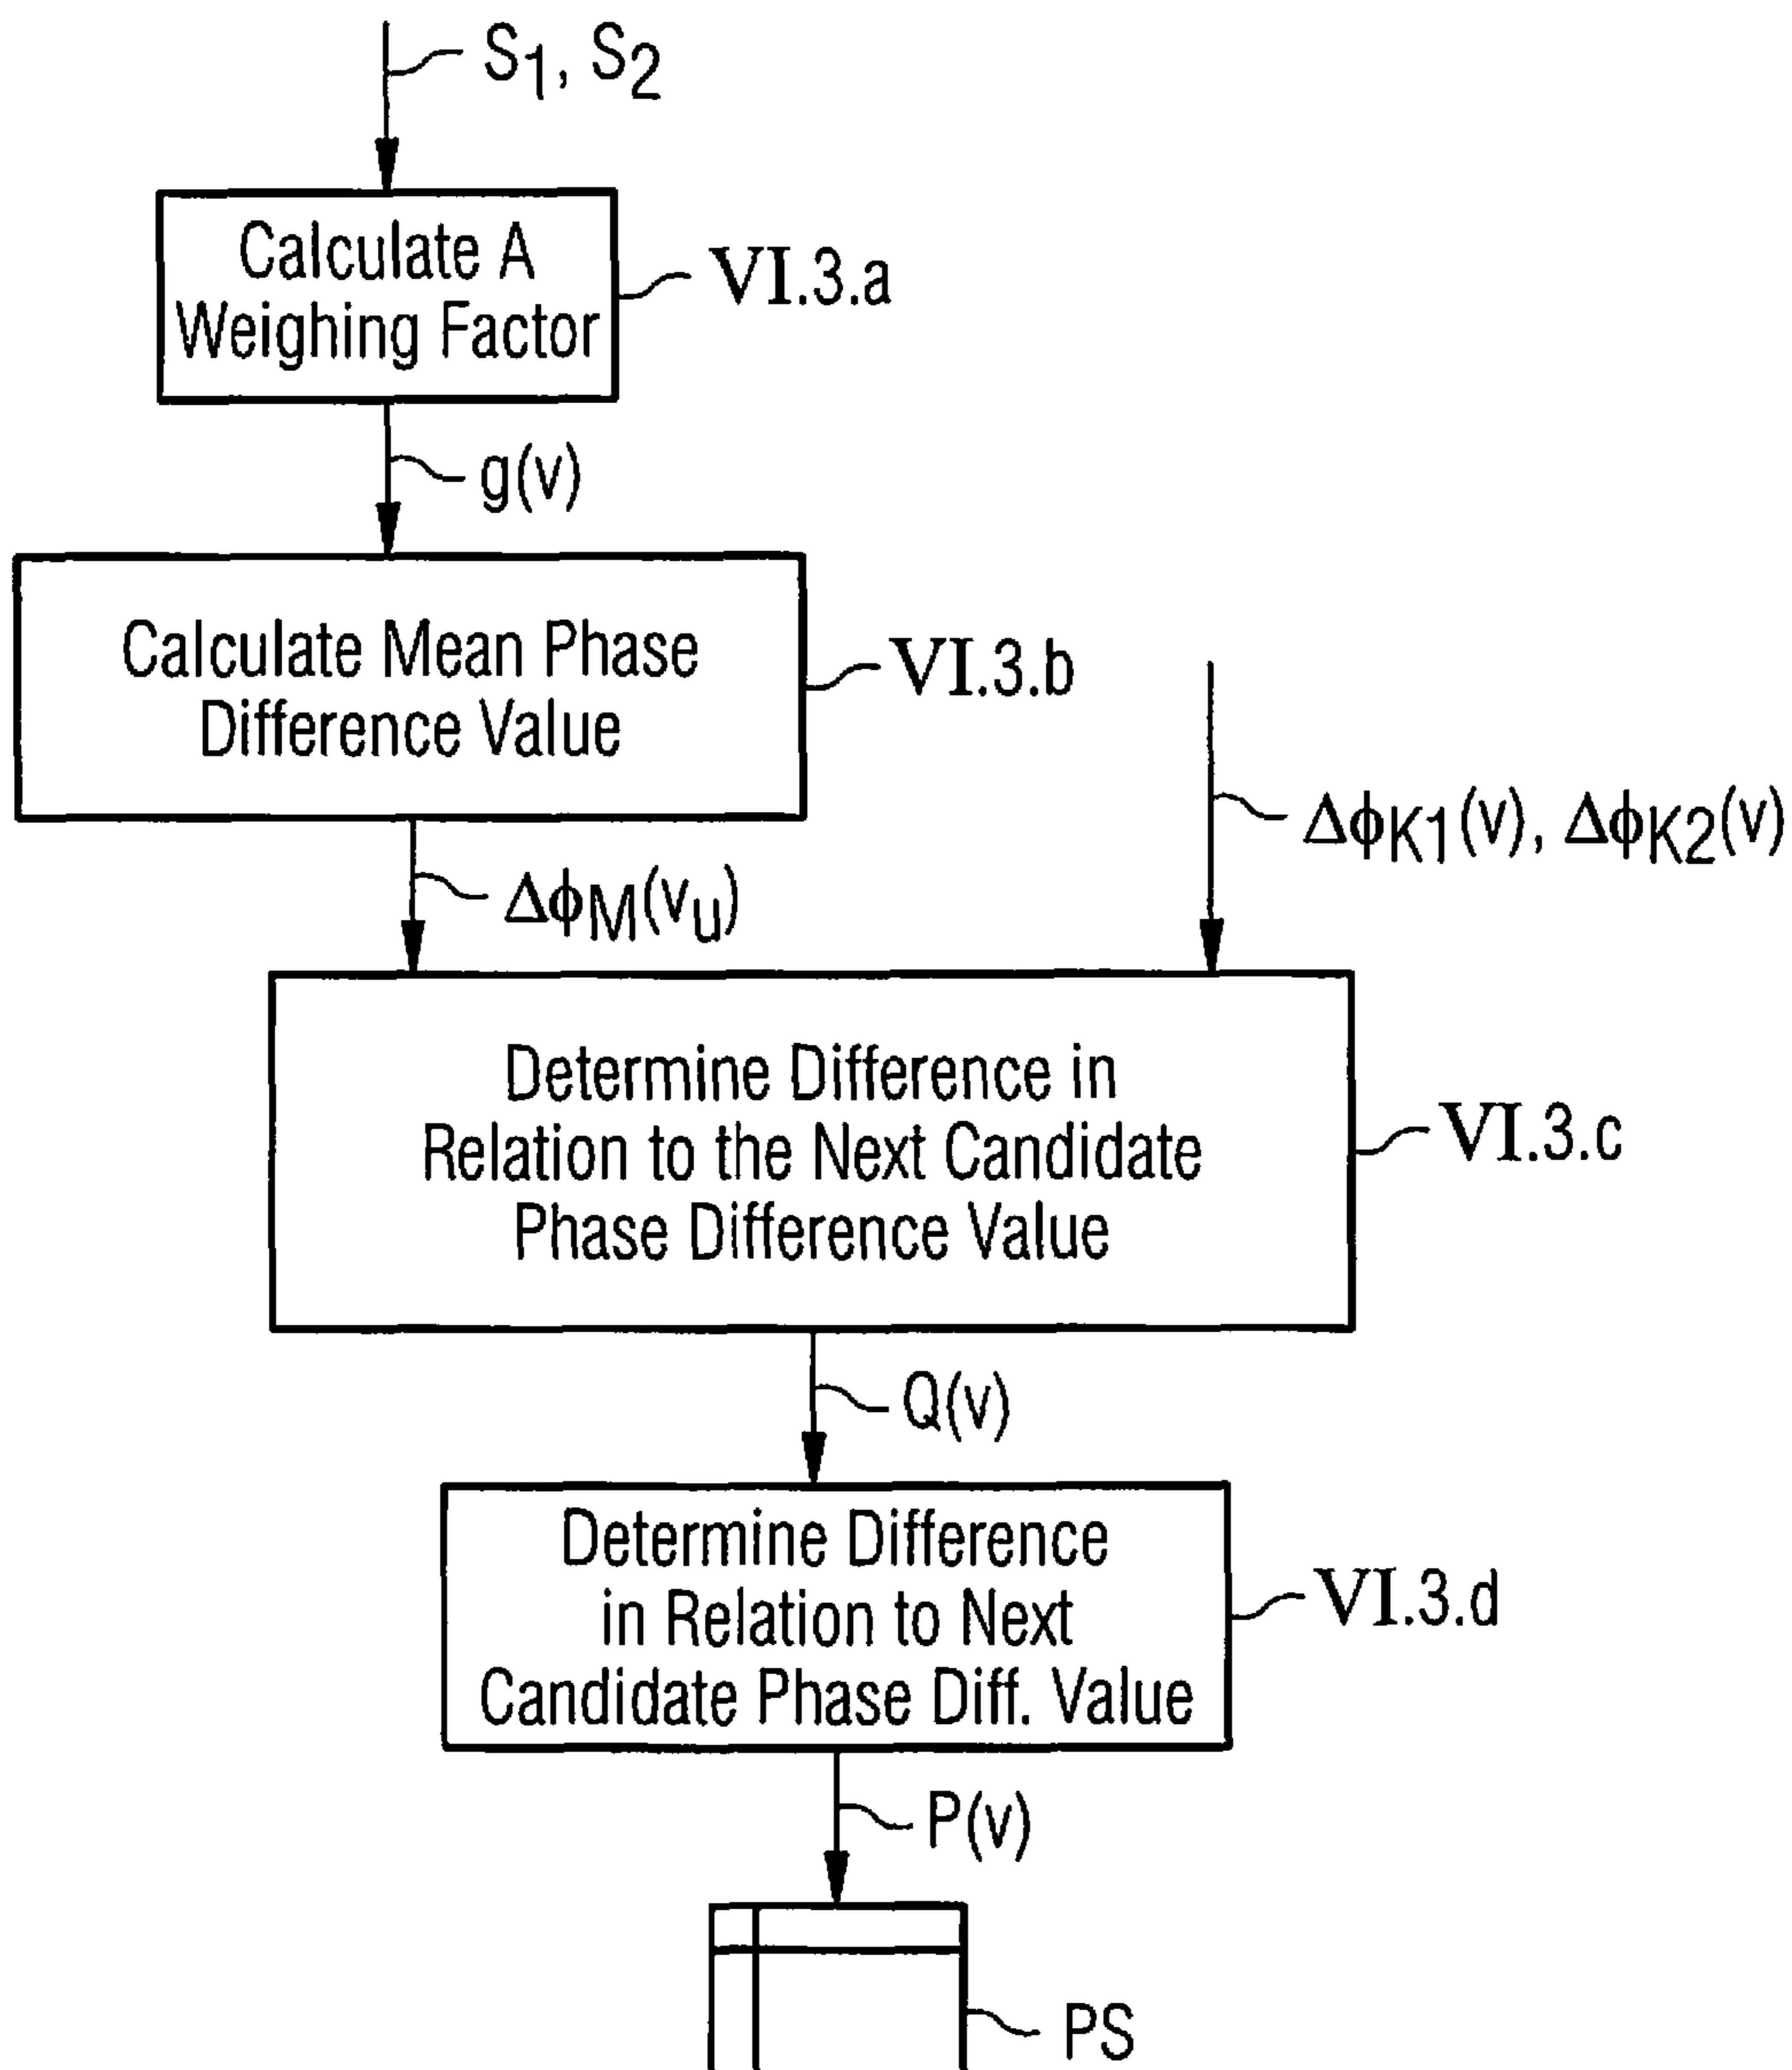 S1, S2
Calculate A
Weighing Factor
VI.3.a
g(v)
Calculate Mean Phase
Difference Value
VI.3.b
ΔϕK1(v), ΔϕK2(v)
ΔϕM(vu)
Determine Difference in
Relation to the Next Candidate
Phase Difference Value
VI.3.c
Q(v)
Determine Difference
in Relation to Next
Candidate Phase Diff. Value
VI.3.d
P(v)
PS